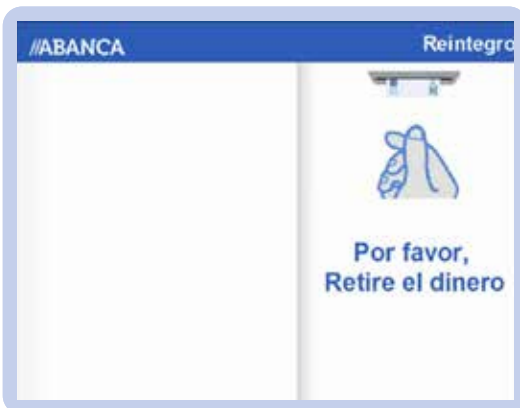 //ABANCA
Reintegro
Por favor,
Retire el dinero